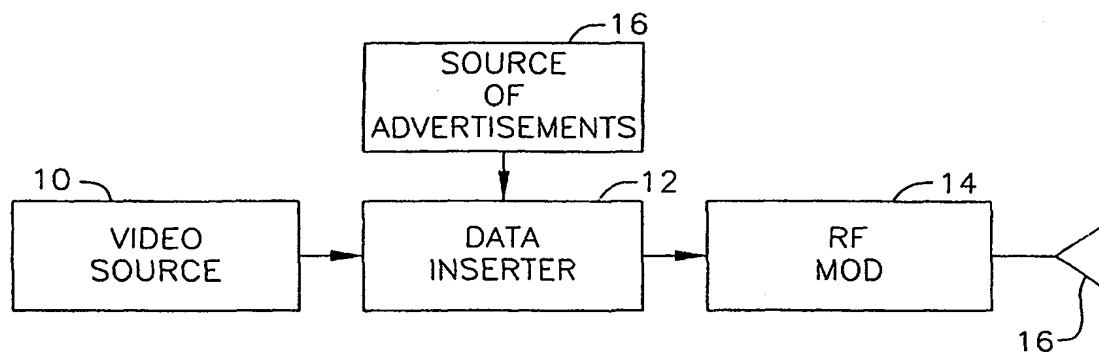 16
SOURCE
OF
ADVERTISEMENTS
10
12
14
VIDEO
SOURCE
DATA
INSERTER
RF
MOD
16